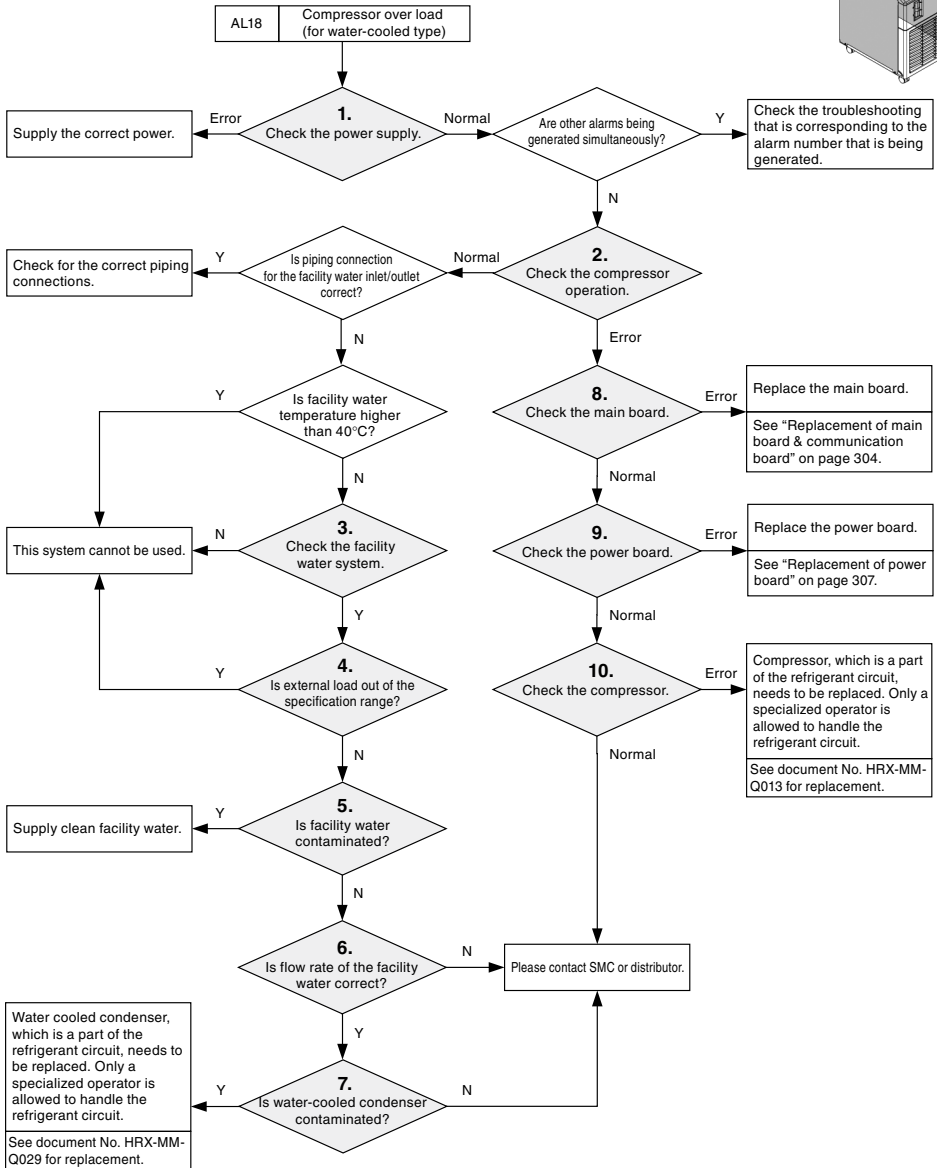 AL18
Compressor over load
(for water-cooled type)
1.
Check the power supply.
Error
Supply the correct power.
Normal
Are other alarms being
generated simultaneously?
Y
Check the troubleshooting
that is corresponding to the
alarm number that is being
generated.
N
2.
Check the compressor
operation.
Normal
Is piping connection
for the facility water inlet/outlet
correct?
Y
Check for the correct piping
connections.
N
Error
Is facility water
temperature higher
than 40°C?
Y
N
8.
Check the main board.
Error
Replace the main board.
See “Replacement of main
board & communication
board” on page 304.
Normal
3.
Check the facility
water system.
N
This system cannot be used.
Y
9.
Check the power board.
Error
Replace the power board.
See “Replacement of power
board” on page 307.
Normal
4.
Is external load out of the
specification range?
Y
N
10.
Check the compressor.
Error
Compressor, which is a part
of the refrigerant circuit,
needs to be replaced. Only a
specialized operator is
allowed to handle the
refrigerant circuit.
See document No. HRX-MM-
Q013 for replacement.
Normal
5.
Is facility water
contaminated?
Y
Supply clean facility water.
N
6.
Is flow rate of the facility
water correct?
N
Please contact SMC or distributor.
Y
7.
Is water-cooled condenser
contaminated?
N
Y
Water cooled condenser,
which is a part of the
refrigerant circuit, needs to
be replaced. Only a
specialized operator is
allowed to handle the
refrigerant circuit.
See document No. HRX-MM-
Q029 for replacement.